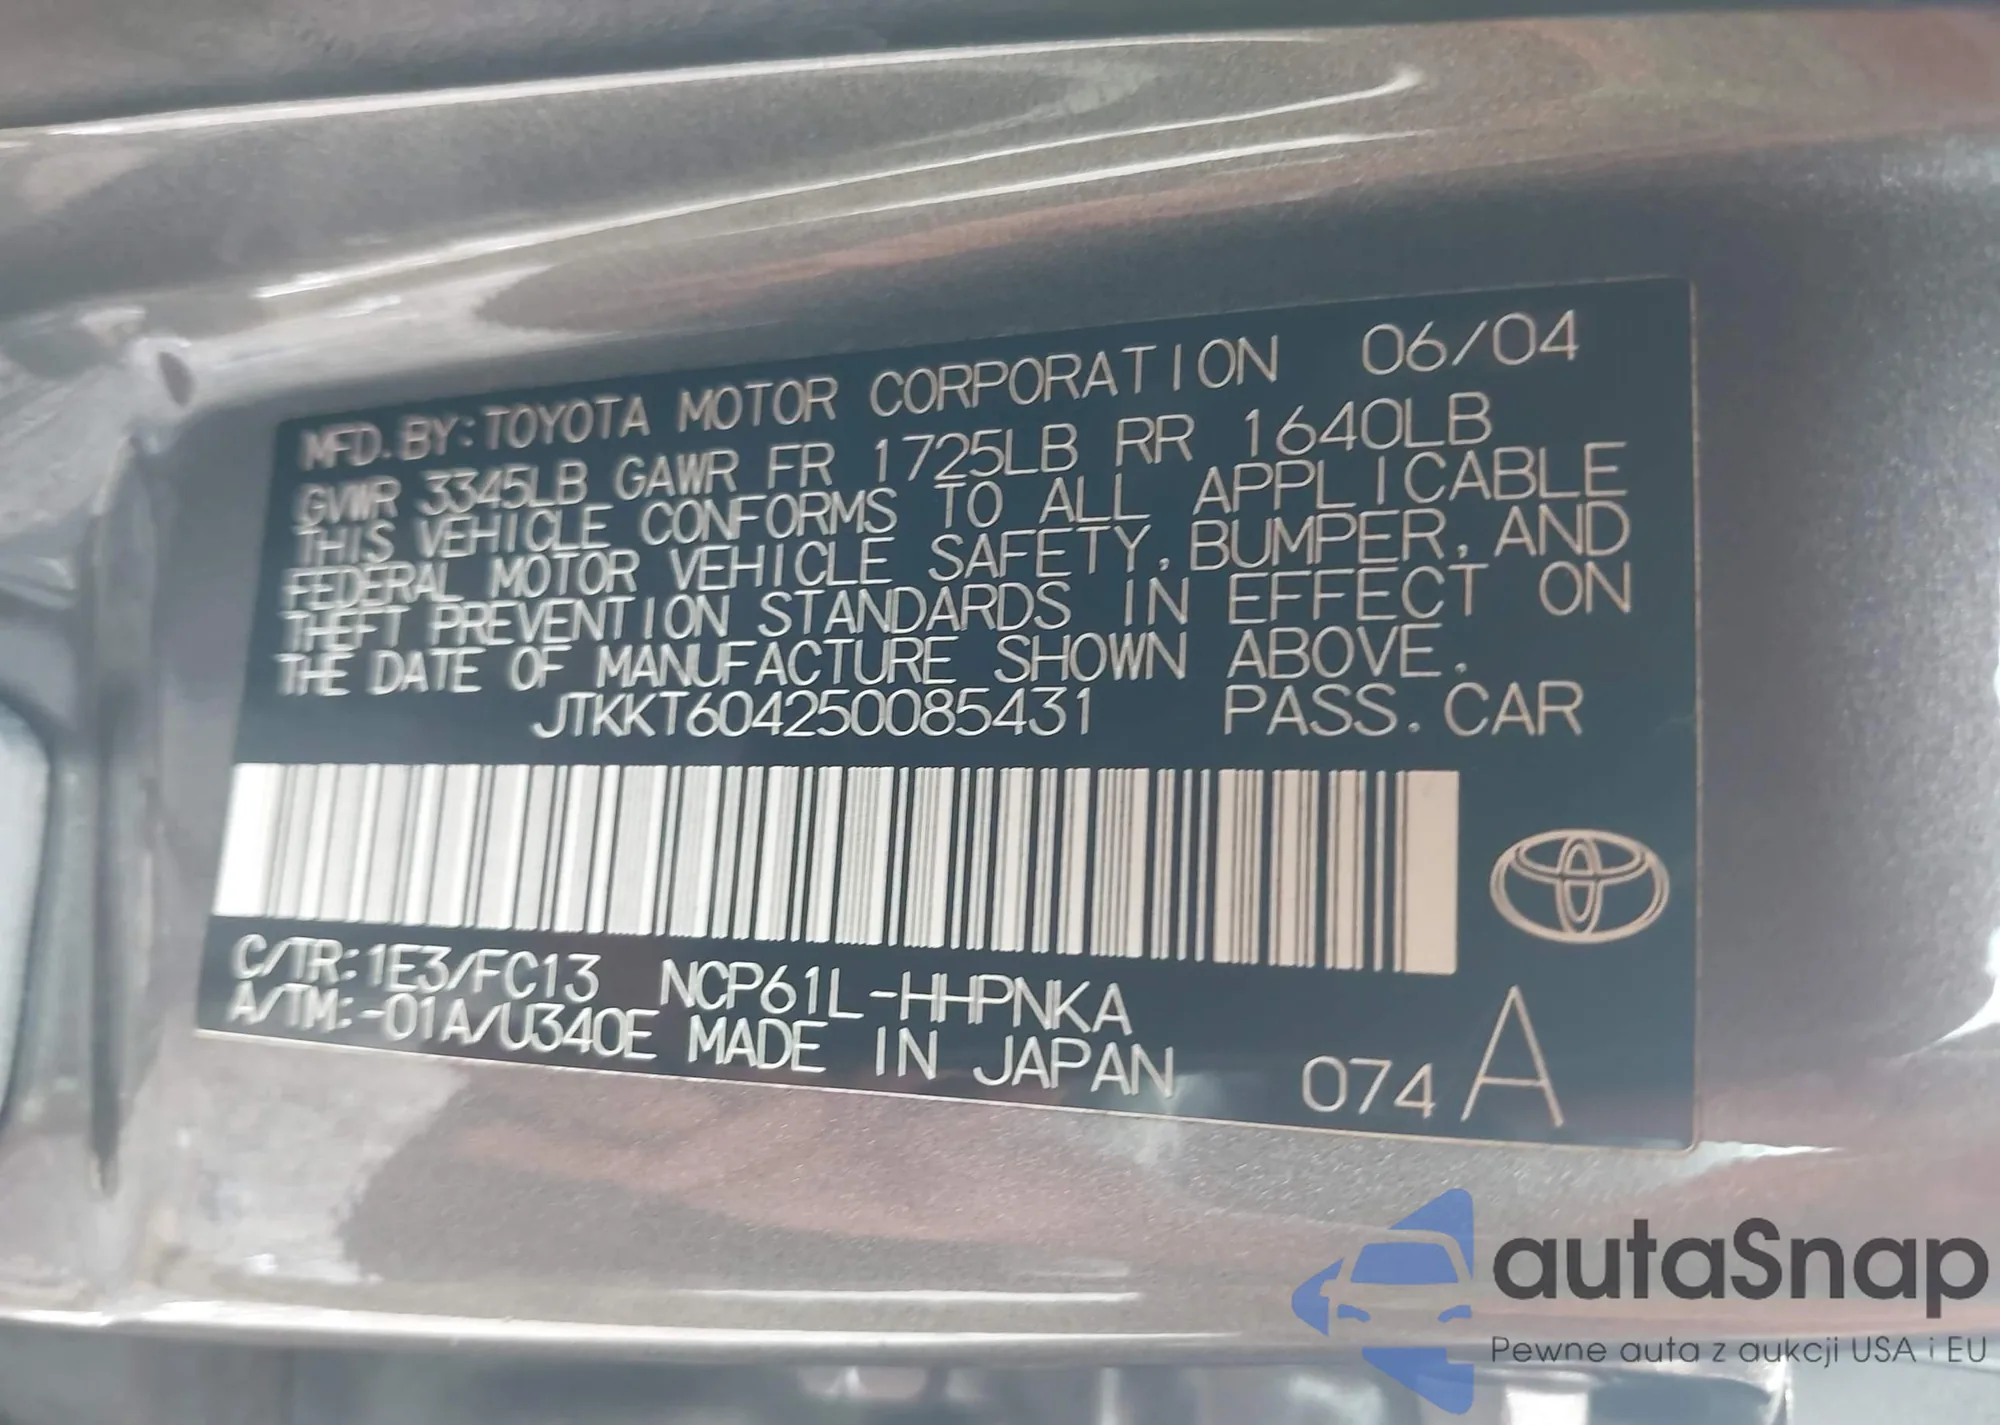 MFD.BY:TOYOTA MOTOR CORPORATION 06/04
GVWR 3345LB GAWR FR 1725LB RR 1640LB
THIS VEHICLE CONFORMS TO ALL APPLICABLE
FEDERAL MOTOR VEHICLE SAFETY, BUMPER, AND
THEFT PREVENTION STANDARDS IN EFFECT ON
THE DATE OF MANUFACTURE SHOWN ABOVE.
JTKKT604250085431 PASS.CAR
C/TR:1E3/FC13 NCP61L-HHPNKA
A/TM:-01A/U340E MADE IN JAPAN 074 A
autaSnap
Pewne auta z aukcji USA i EU